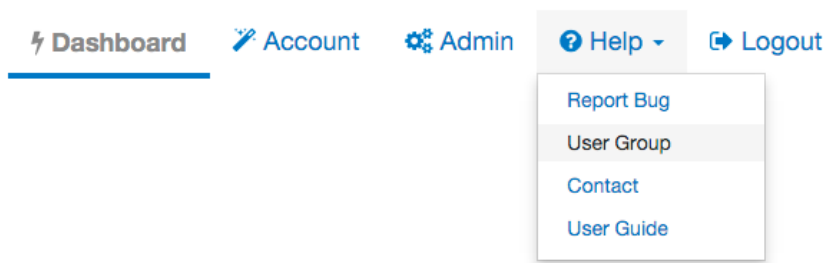 Dashboard Account Admin Help Logout
Report Bug
User Group
Contact
User Guide